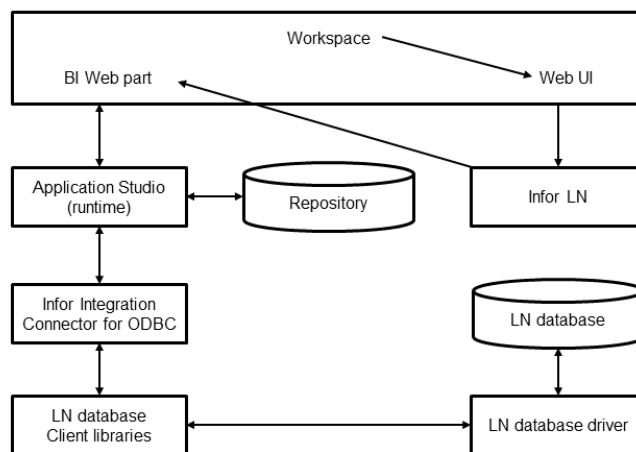 Workspace
BI Web part
Web UI
Application Studio
(runtime)
Repository
Infor LN
Infor Integration
Connector for ODBC
LN database
LN database
Client libraries
LN database driver